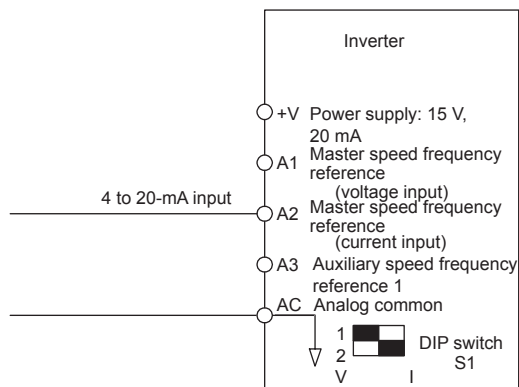 Inverter
+V Power supply: 15 V,
20 mA
A1 Master speed frequency
reference
(voltage input)
4 to 20-mA input
A2 Master speed frequency
reference
(current input)
A3 Auxiliary speed frequency
reference 1
AC Analog common
1
2
DIP switch
S1
V I